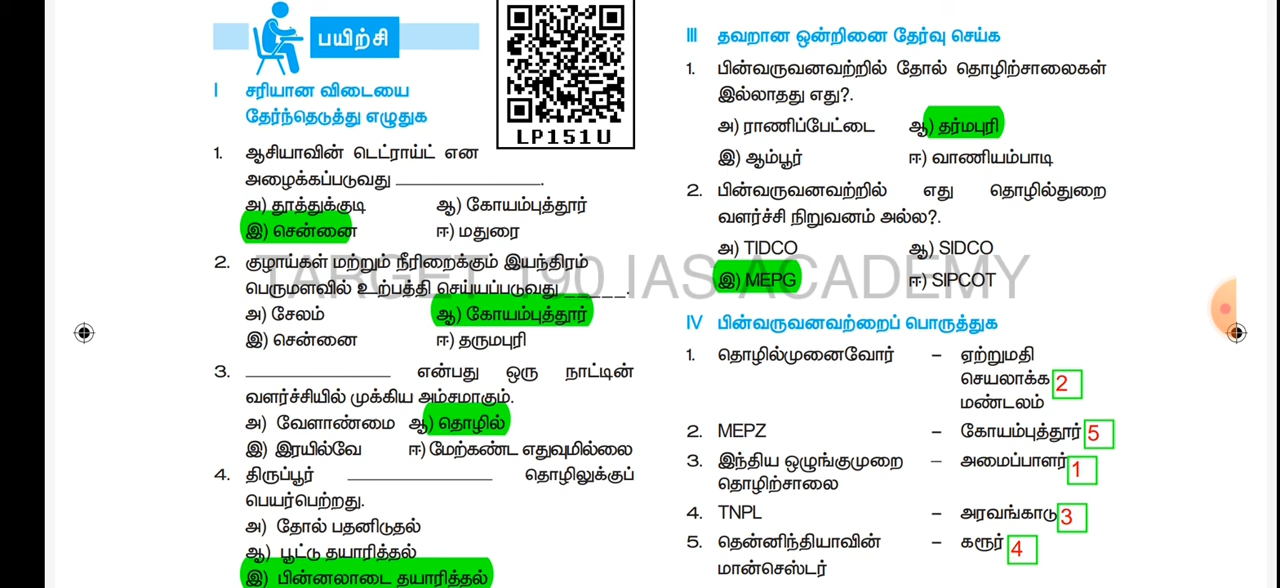 பயிற்சி
LP151U
I சரியான விடையை
தேர்ந்தெடுத்து எழுதுக
1. ஆசியாவின் டெட்ராய்ட் என
அழைக்கப்படுவது ____________.
அ) தூத்துக்குடி ஆ) கோயம்புத்தூர்
இ) சென்னை ஈ) மதுரை
2. குழாய்கள் மற்றும் நீரிறைக்கும் இயந்திரம்
பெருமளவில் உற்பத்தி செய்யப்படுவது _____.
அ) சேலம் ஆ) கோயம்புத்தூர்
இ) சென்னை ஈ) தருமபுரி
3. ____________ என்பது ஒரு நாட்டின்
வளர்ச்சியில் முக்கிய அம்சமாகும்.
அ) வேளாண்மை ஆ) தொழில்
இ) இரயில்வே ஈ) மேற்கண்ட எதுவுமில்லை
4. திருப்பூர் ____________ தொழிலுக்குப்
பெயர்பெற்றது.
அ) தோல் பதனிடுதல்
ஆ) பூட்டு தயாரித்தல்
இ) பின்னலாடை தயாரித்தல்
III தவறான ஒன்றினை தேர்வு செய்க
1. பின்வருவனவற்றில் தோல் தொழிற்சாலைகள்
இல்லாதது எது?.
அ) ராணிப்பேட்டை ஆ) தர்மபுரி
இ) ஆம்பூர் ஈ) வாணியம்பாடி
2. பின்வருவனவற்றில் எது தொழில்துறை
வளர்ச்சி நிறுவனம் அல்ல?.
அ) TIDCO ஆ) SIDCO
இ) MEPG ஈ) SIPCOT
TARGET 190 IAS ACADEMY
IV பின்வருவனவற்றைப் பொருத்துக
1. தொழில்முனைவோர் – ஏற்றுமதி
செயலாக்க 2
மண்டலம்
2. MEPZ – கோயம்புத்தூர் 5
3. இந்திய ஒழுங்குமுறை – அமைப்பாளர் 1
தொழிற்சாலை
4. TNPL – அரவங்காடு 3
5. தென்னிந்தியாவின் – கரூர் 4
மான்செஸ்டர்